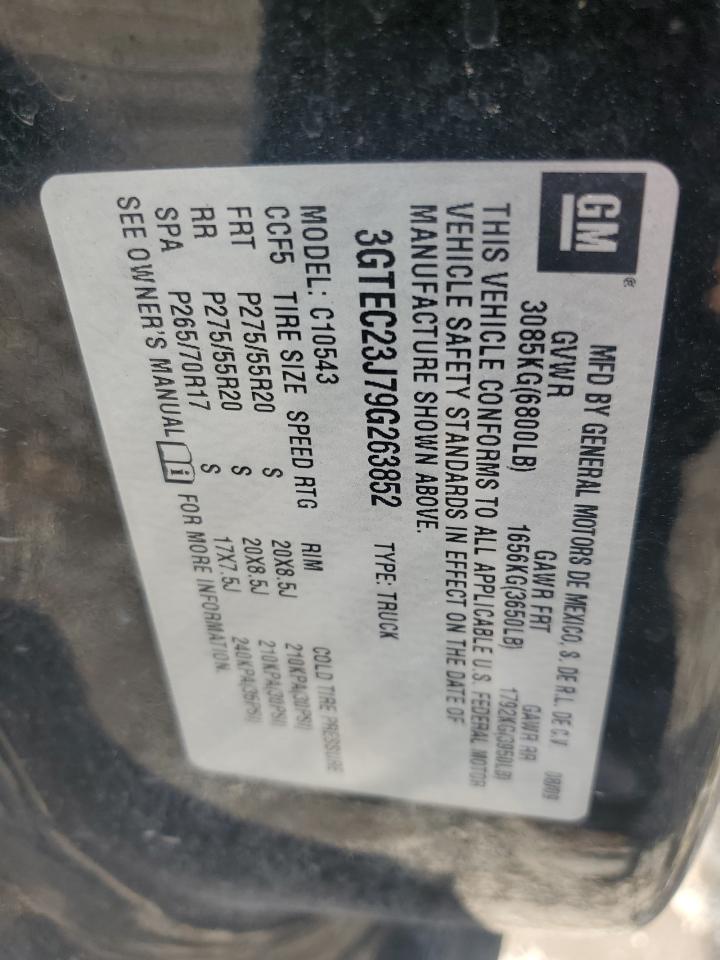 GM®
MFD BY GENERAL MOTORS DE MEXICO, S. DE R.L. DE C.V 08/09
GVWR GAWR FRT GAWR RR
3085KG(6800LB) 1656KG(3650LB) 1792KG(3950LB)
THIS VEHICLE CONFORMS TO ALL APPLICABLE U.S. FEDERAL MOTOR
VEHICLE SAFETY STANDARDS IN EFFECT ON THE DATE OF
MANUFACTURE SHOWN ABOVE.
3GTEC23J79G263852 TYPE: TRUCK
MODEL: C10543
CCF5 TIRE SIZE SPEED RTG RIM COLD TIRE PRESSURE
FRT P275/55R20 S 20X8.5J 210KPA(30PSI)
RR P275/55R20 S 20X8.5J 210KPA(30PSI)
SPA P265/70R17 S 17X7.5J 240KPA(35PSI)
SEE OWNER'S MANUAL FOR MORE INFORMATION.